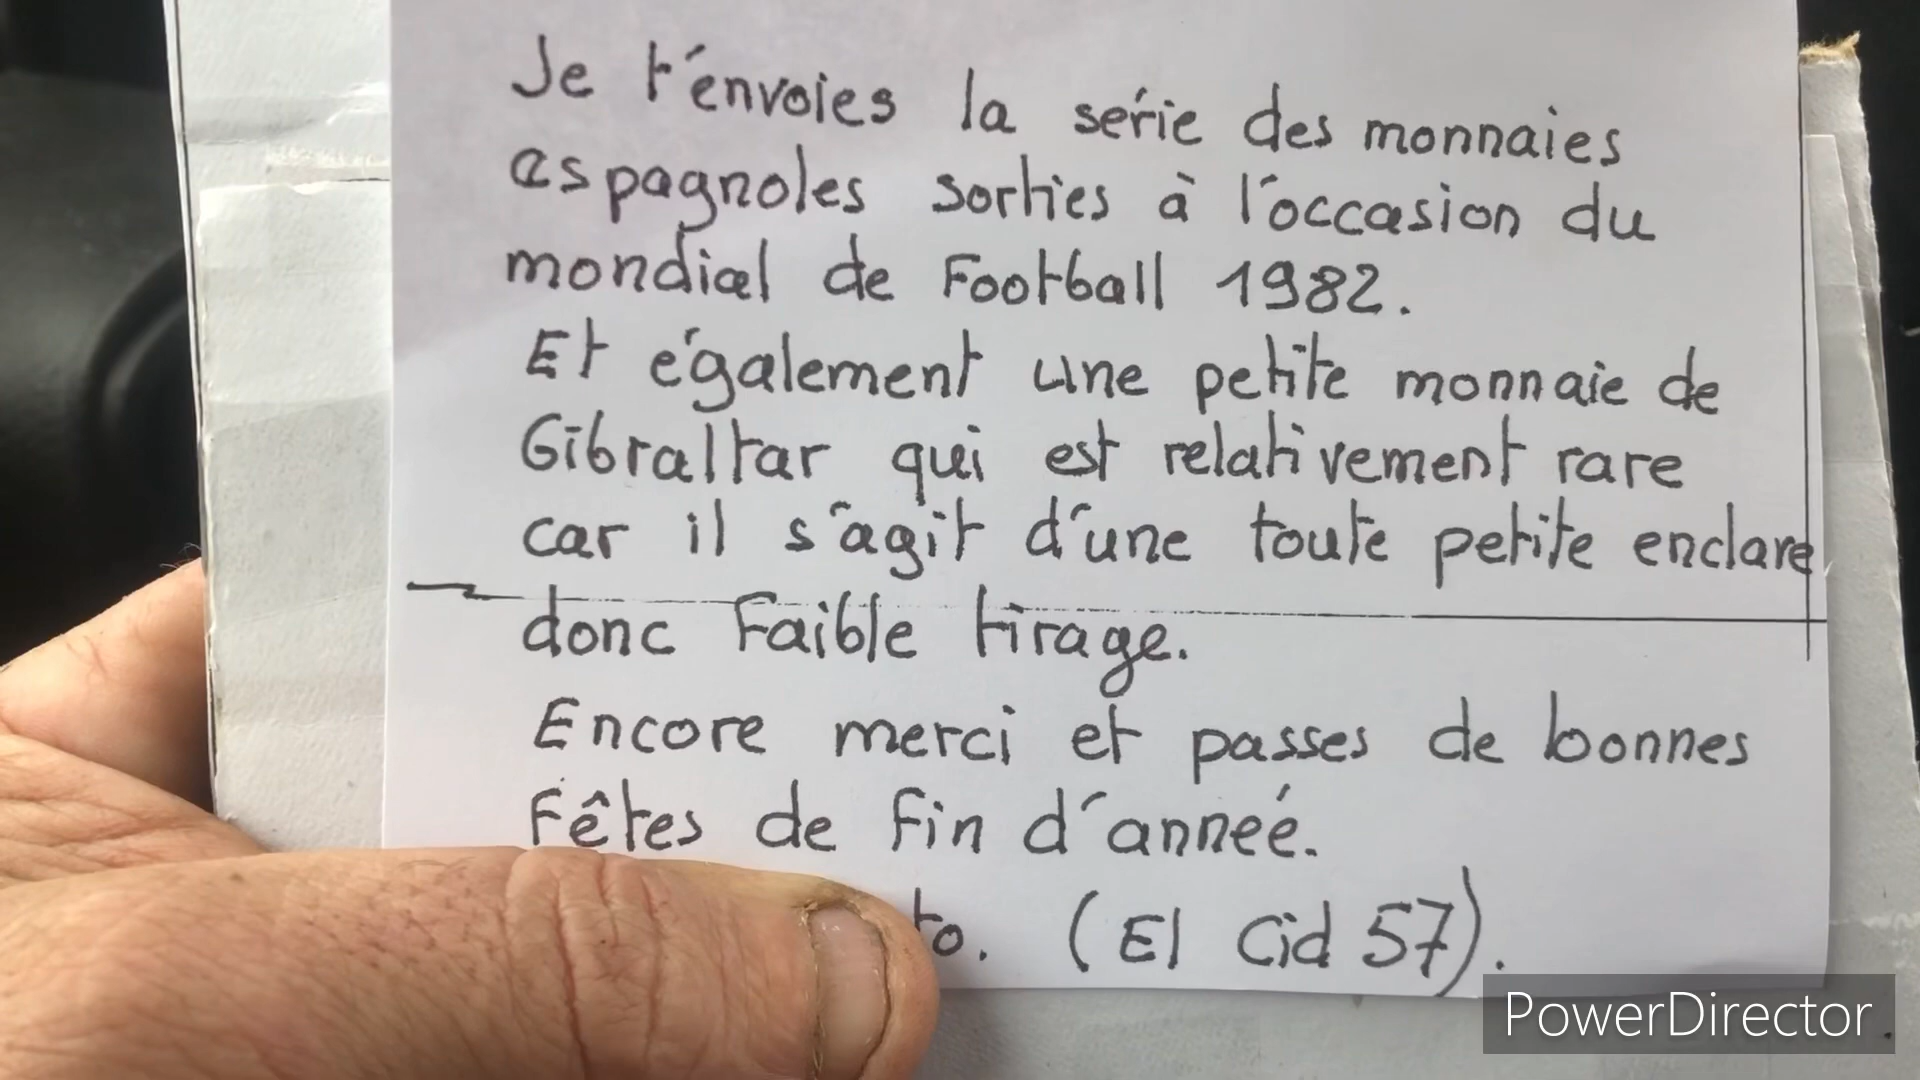 Je t'envoies la série des monnaies
espagnoles sorties à l'occasion du
mondial de Football 1982.
Et également une petite monnaie de
Gibraltar qui est relativement rare
car il s'agit d'une toute petite enclave
donc Faible tirage.
Encore merci et passes de bonnes
Fêtes de fin d'année.
(El Cid 57).
PowerDirector